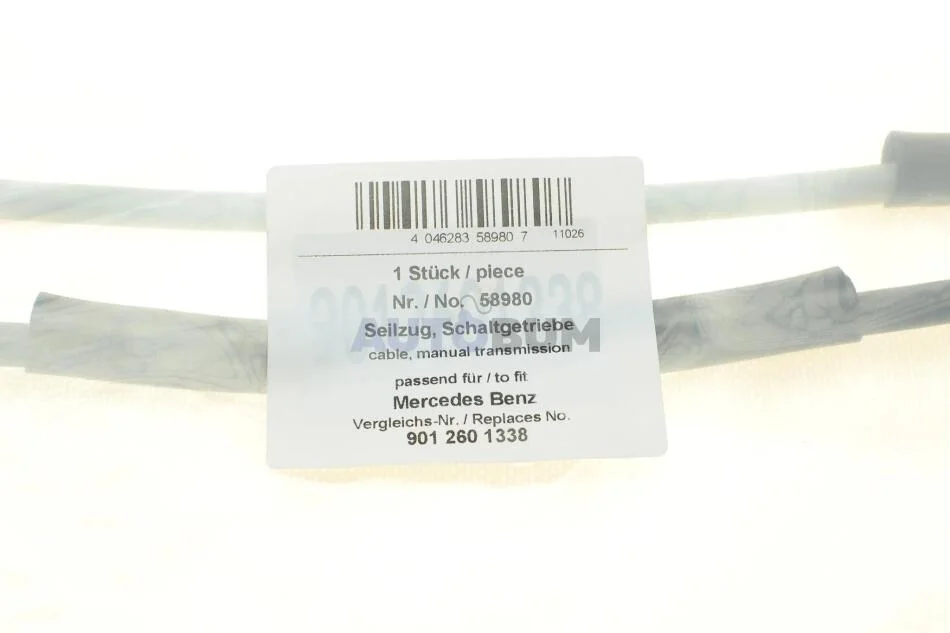 4 046283 58980 7
11026
1 Stück / piece
Nr. / No. 58980
Seilzug, Schaltgetriebe
AUTOBUM
cable, manual transmission
passend für / to fit
Mercedes Benz
Vergleichs-Nr. / Replaces No.
901 260 1338